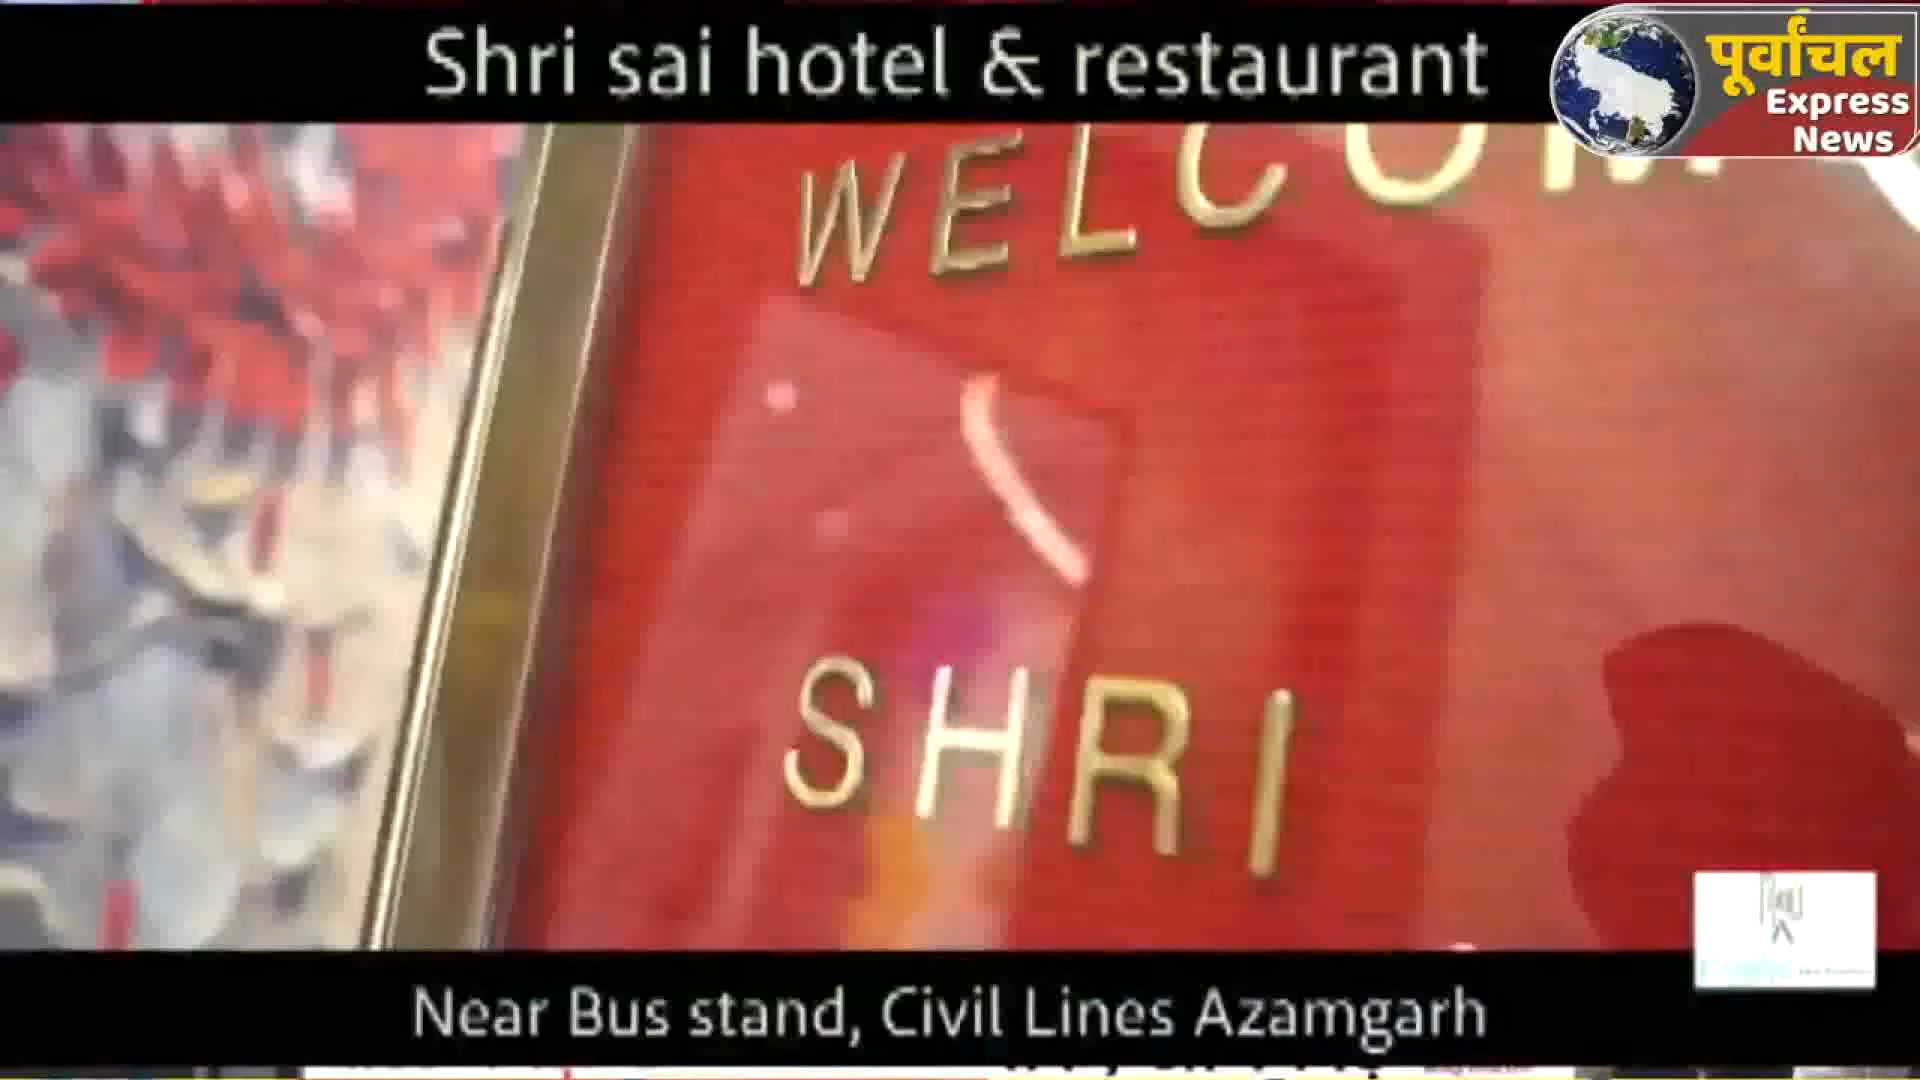 Shri sai hotel & restaurant
पूर्वांचल
Express
News
WELCOM
SHRI
Near Bus stand, Civil Lines Azamgarh